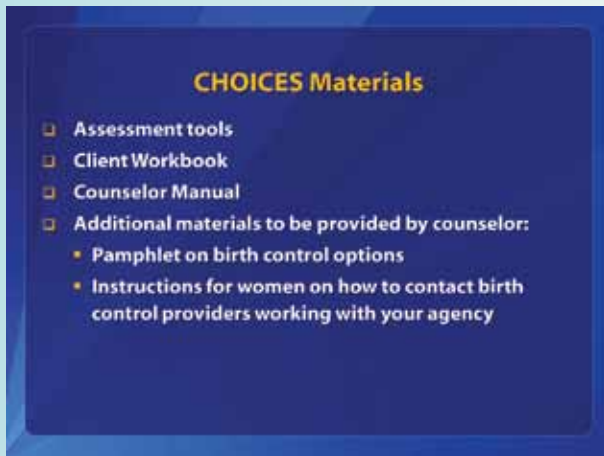 CHOICES Materials
❑ Assessment tools
❑ Client Workbook
❑ Counselor Manual
❑ Additional materials to be provided by counselor:
▪ Pamphlet on birth control options
▪ Instructions for women on how to contact birth
control providers working with your agency